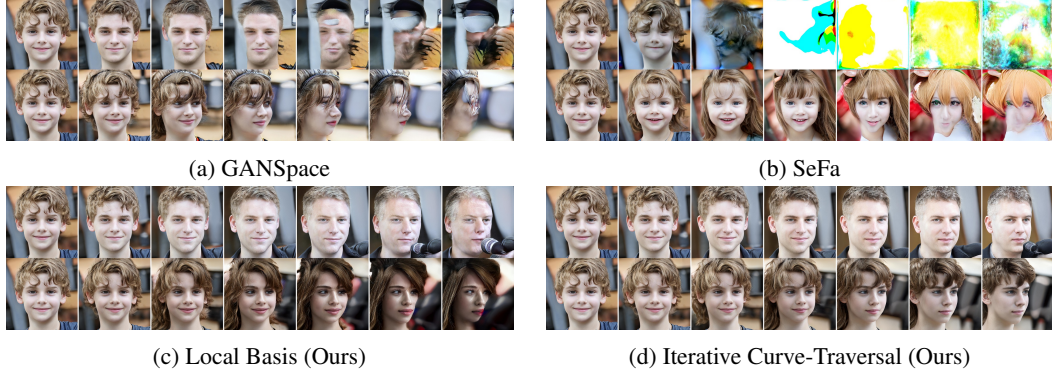 (a) GANSpace
(b) SeFa
(c) Local Basis (Ours)
(d) Iterative Curve-Traversal (Ours)